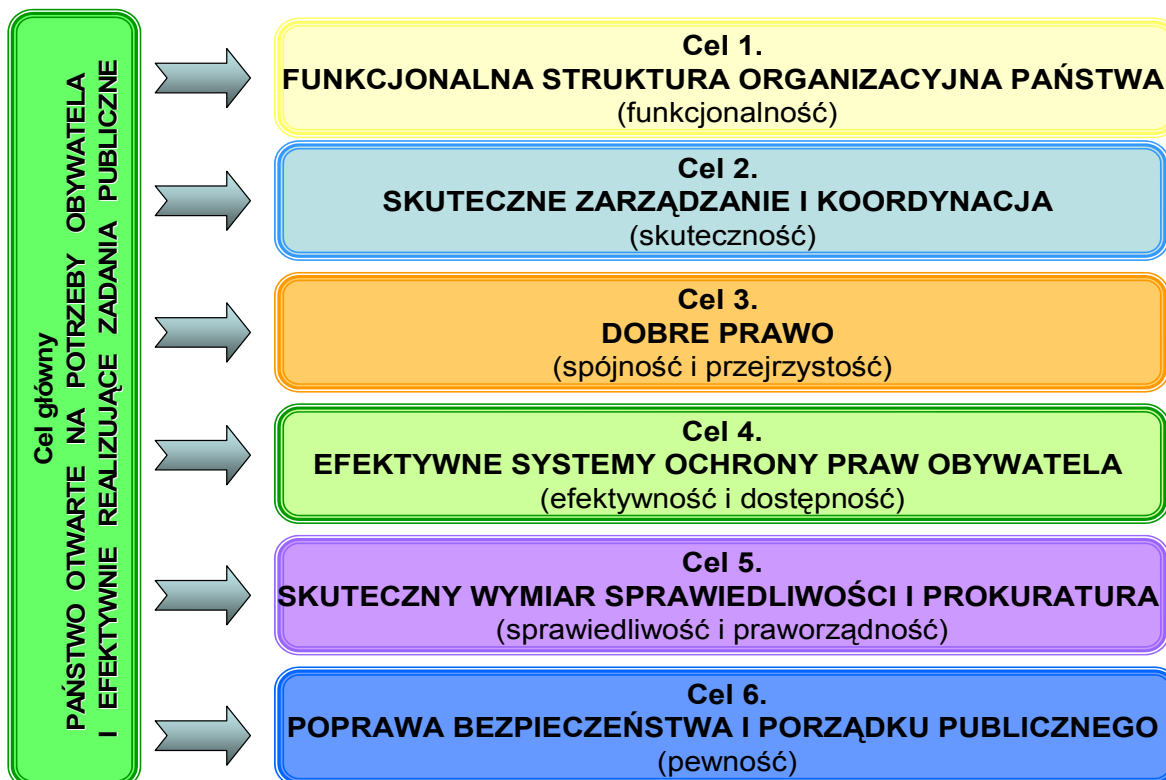 Cel główny
PAŃSTWO OTWARTE NA POTRZEBY OBYWATELA
I EFEKTYWNIE REALIZUJĄCE ZADANIA PUBLICZNE
Cel 1.
FUNKCJONALNA STRUKTURA ORGANIZACYJNA PAŃSTWA
(funkcjonalność)
Cel 2.
SKUTECZNE ZARZĄDZANIE I KOORDYNACJA
(skuteczność)
Cel 3.
DOBRE PRAWO
(spójność i przejrzystość)
Cel 4.
EFEKTYWNE SYSTEMY OCHRONY PRAW OBYWATELA
(efektywność i dostępność)
Cel 5.
SKUTECZNY WYMIAR SPRAWIEDLIWOŚCI I PROKURATURA
(sprawiedliwość i praworządność)
Cel 6.
POPRAWA BEZPIECZEŃSTWA I PORZĄDKU PUBLICZNEGO
(pewność)